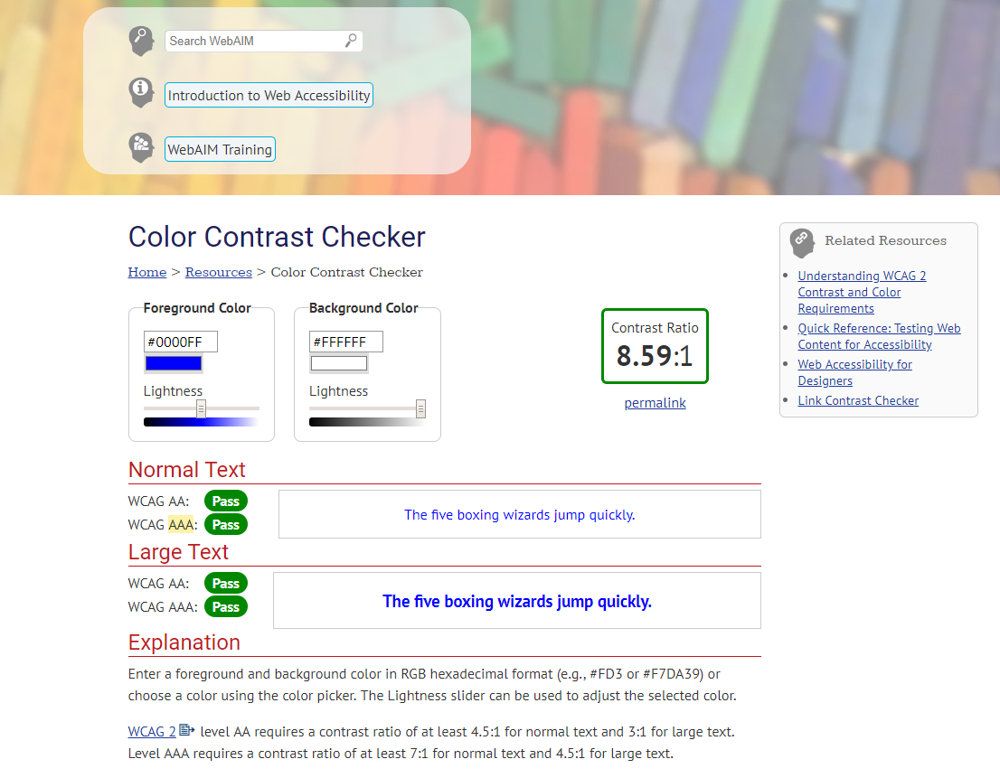 Search WebAIM
Introduction to Web Accessibility
WebAIM Training
Color Contrast Checker
Home > Resources > Color Contrast Checker
Foreground Color
#0000FF
Lightness
Background Color
#FFFFFF
Lightness
Contrast Ratio
8.59:1
permalink
Related Resources
Understanding WCAG 2
Contrast and Color
Requirements
Quick Reference: Testing Web
Content for Accessibility
Web Accessibility for
Designers
Link Contrast Checker
Normal Text
WCAG AA: Pass
WCAG AAA: Pass
The five boxing wizards jump quickly.
Large Text
WCAG AA: Pass
WCAG AAA: Pass
The five boxing wizards jump quickly.
Explanation
Enter a foreground and background color in RGB hexadecimal format (e.g., #FD3 or #F7DA39) or
choose a color using the color picker. The Lightness slider can be used to adjust the selected color.
WCAG 2 level AA requires a contrast ratio of at least 4.5:1 for normal text and 3:1 for large text.
Level AAA requires a contrast ratio of at least 7:1 for normal text and 4.5:1 for large text.